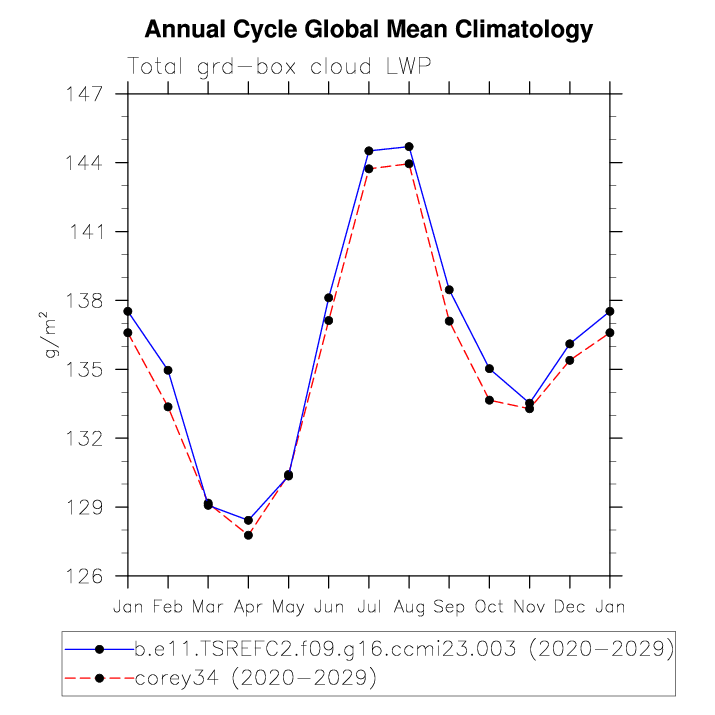 Annual Cycle Global Mean Climatology
Total grd-box cloud LWP
147
144
141
138
135
132
129
126
g/m²
Jan Feb Mar Apr May Jun Jul Aug Sep Oct Nov Dec Jan
b.e11.TSREFC2.f09.g16.ccmi23.003 (2020-2029)
corey34 (2020-2029)